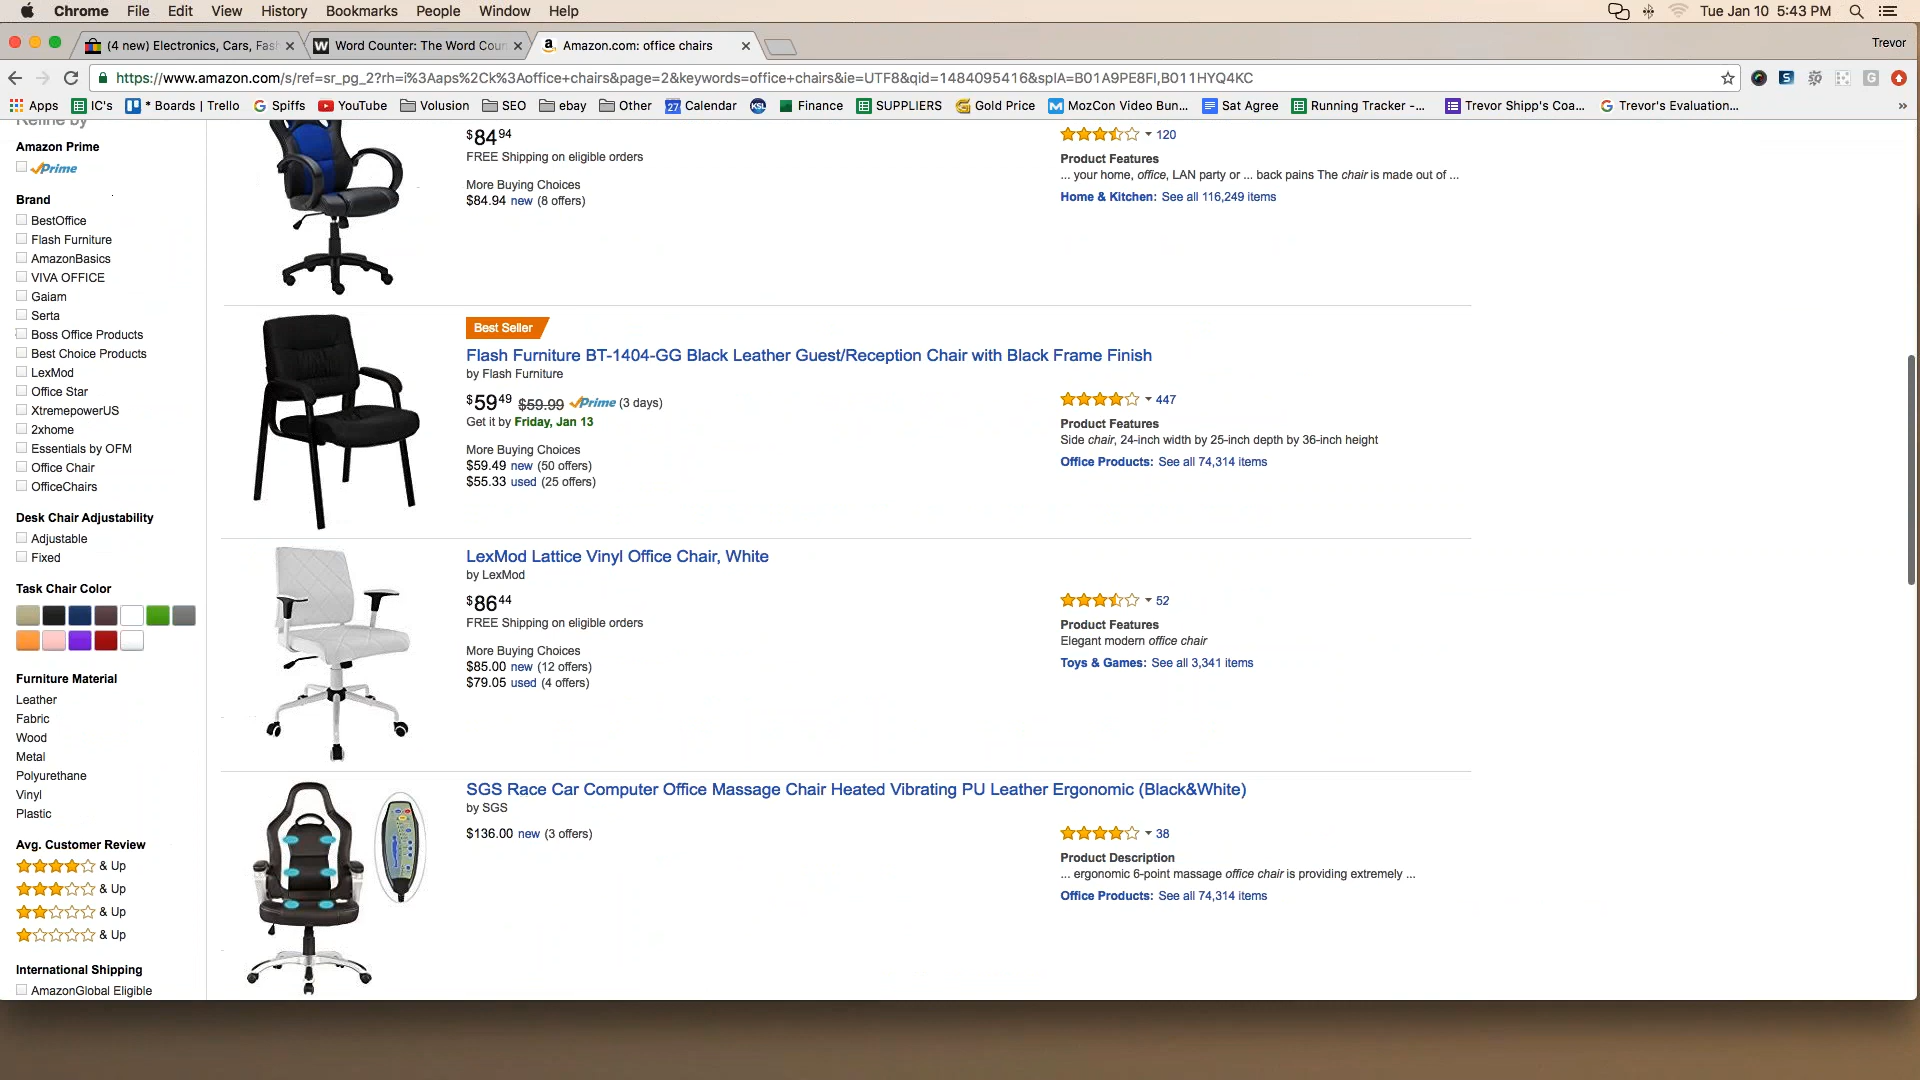 Chrome File Edit View History Bookmarks People Window Help Tue Jan 10 5:43 PM
(4 new) Electronics, Cars, Fas Word Counter: The Word Coun Amazon.com: office chairs Trevor
https://www.amazon.com/s/ref=sr_pg_2?rh=i%3Aaps%2Ck%3Aoffice+chairs&page=2&keywords=office+chairs&ie=UTF8&qid=1484095416&spIA=B01A9PE8FI,B011HYQ4KC
Apps IC's * Boards | Trello Spiffs YouTube Volusion SEO ebay Other 27 Calendar KSL Finance SUPPLIERS Gold Price MozCon Video Bun... Sat Agree Running Tracker -... Trevor Shipp's Coa... Trevor's Evaluation... »
Refine by
Amazon Prime
Prime
Brand
BestOffice
Flash Furniture
AmazonBasics
VIVA OFFICE
Gaiam
Serta
Boss Office Products
Best Choice Products
LexMod
Office Star
XtremepowerUS
2xhome
Essentials by OFM
Office Chair
OfficeChairs
Desk Chair Adjustability
Adjustable
Fixed
Task Chair Color
Furniture Material
Leather
Fabric
Wood
Metal
Polyurethane
Vinyl
Plastic
Avg. Customer Review
& Up
& Up
& Up
& Up
International Shipping
AmazonGlobal Eligible
$84.94
FREE Shipping on eligible orders
More Buying Choices
$84.94 new (8 offers)
120
Product Features
... your home, office, LAN party or ... back pains The chair is made out of ...
Home & Kitchen: See all 116,249 items
Best Seller
Flash Furniture BT-1404-GG Black Leather Guest/Reception Chair with Black Frame Finish
by Flash Furniture
$59.49 $59.99 Prime (3 days)
Get it by Friday, Jan 13
More Buying Choices
$59.49 new (50 offers)
$55.33 used (25 offers)
447
Product Features
Side chair, 24-inch width by 25-inch depth by 36-inch height
Office Products: See all 74,314 items
LexMod Lattice Vinyl Office Chair, White
by LexMod
$86.44
FREE Shipping on eligible orders
More Buying Choices
$85.00 new (12 offers)
$79.05 used (4 offers)
52
Product Features
Elegant modern office chair
Toys & Games: See all 3,341 items
SGS Race Car Computer Office Massage Chair Heated Vibrating PU Leather Ergonomic (Black&White)
by SGS
$136.00 new (3 offers)
38
Product Description
... ergonomic 6-point massage office chair is providing extremely ...
Office Products: See all 74,314 items